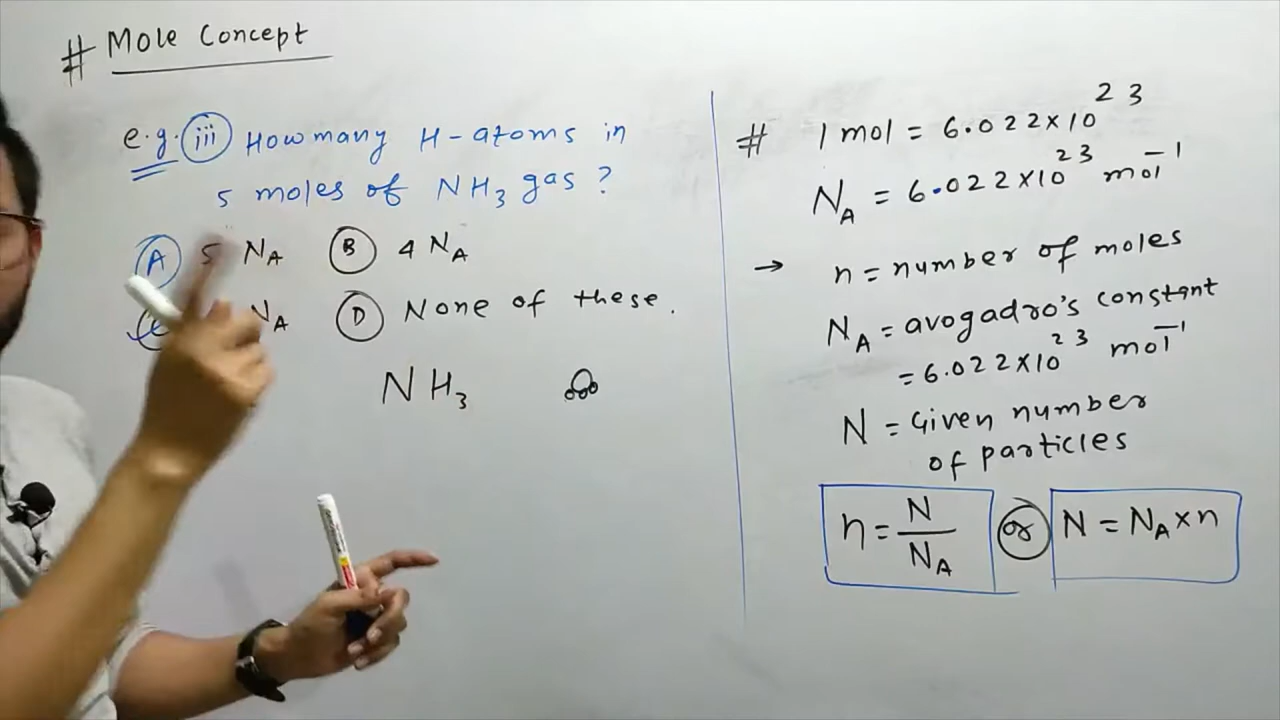 # Mole Concept
e.g. (iii) How many H-atoms in
5 moles of NH₃ gas ?
(A) 5 N_A (B) 4 N_A
N_A (D) None of these.
NH₃
# 1 mol = 6.022×10²³
N_A = 6.022×10²³ mol⁻¹
→ n = number of moles
N_A = avogadro's constant
= 6.022×10²³ mol⁻¹
N = Given number
of particles
n = N/N_A or N = N_A × n